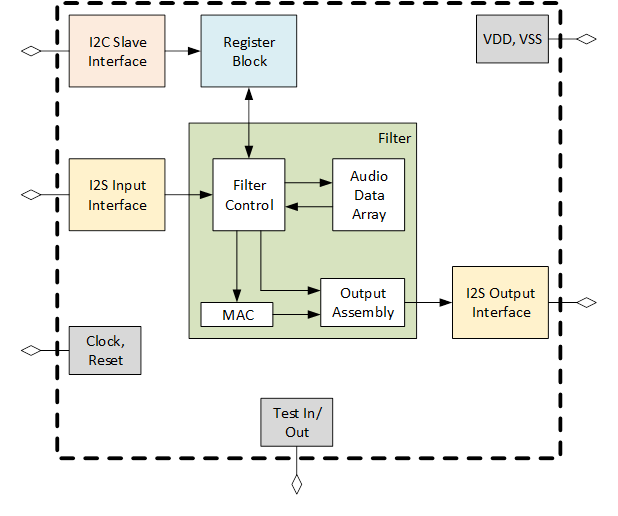 I2C Slave
Interface
Register
Block
VDD, VSS
Filter
I2S Input
Interface
Filter
Control
Audio
Data
Array
MAC
Output
Assembly
I2S Output
Interface
Clock,
Reset
Test In/
Out